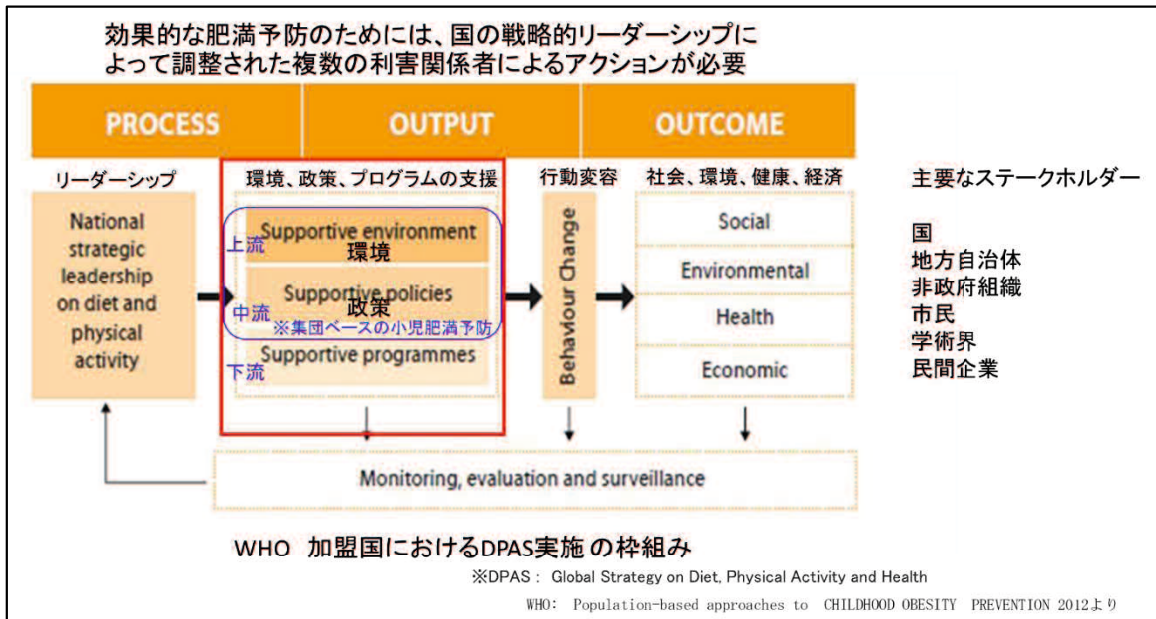 効果的な肥満予防のためには、国の戦略的リーダーシップに
よって調整された複数の利害関係者によるアクションが必要
PROCESS
OUTPUT
OUTCOME
リーダーシップ
環境、政策、プログラムの支援
行動変容
社会、環境、健康、経済
主要なステークホルダー
National
strategic
leadership
on diet and
physical
activity
上流
Supportive environment
環境
Supportive policies
政策
中流
※集団ベースの小児肥満予防
Supportive programmes
下流
Behaviour Change
Social
Environmental
Health
Economic
国
地方自治体
非政府組織
市民
学術界
民間企業
Monitoring, evaluation and surveillance
WHO 加盟国におけるDPAS実施の枠組み
※DPAS : Global Strategy on Diet, Physical Activity and Health
WHO: Population-based approaches to CHILDHOOD OBESITY PREVENTION 2012より